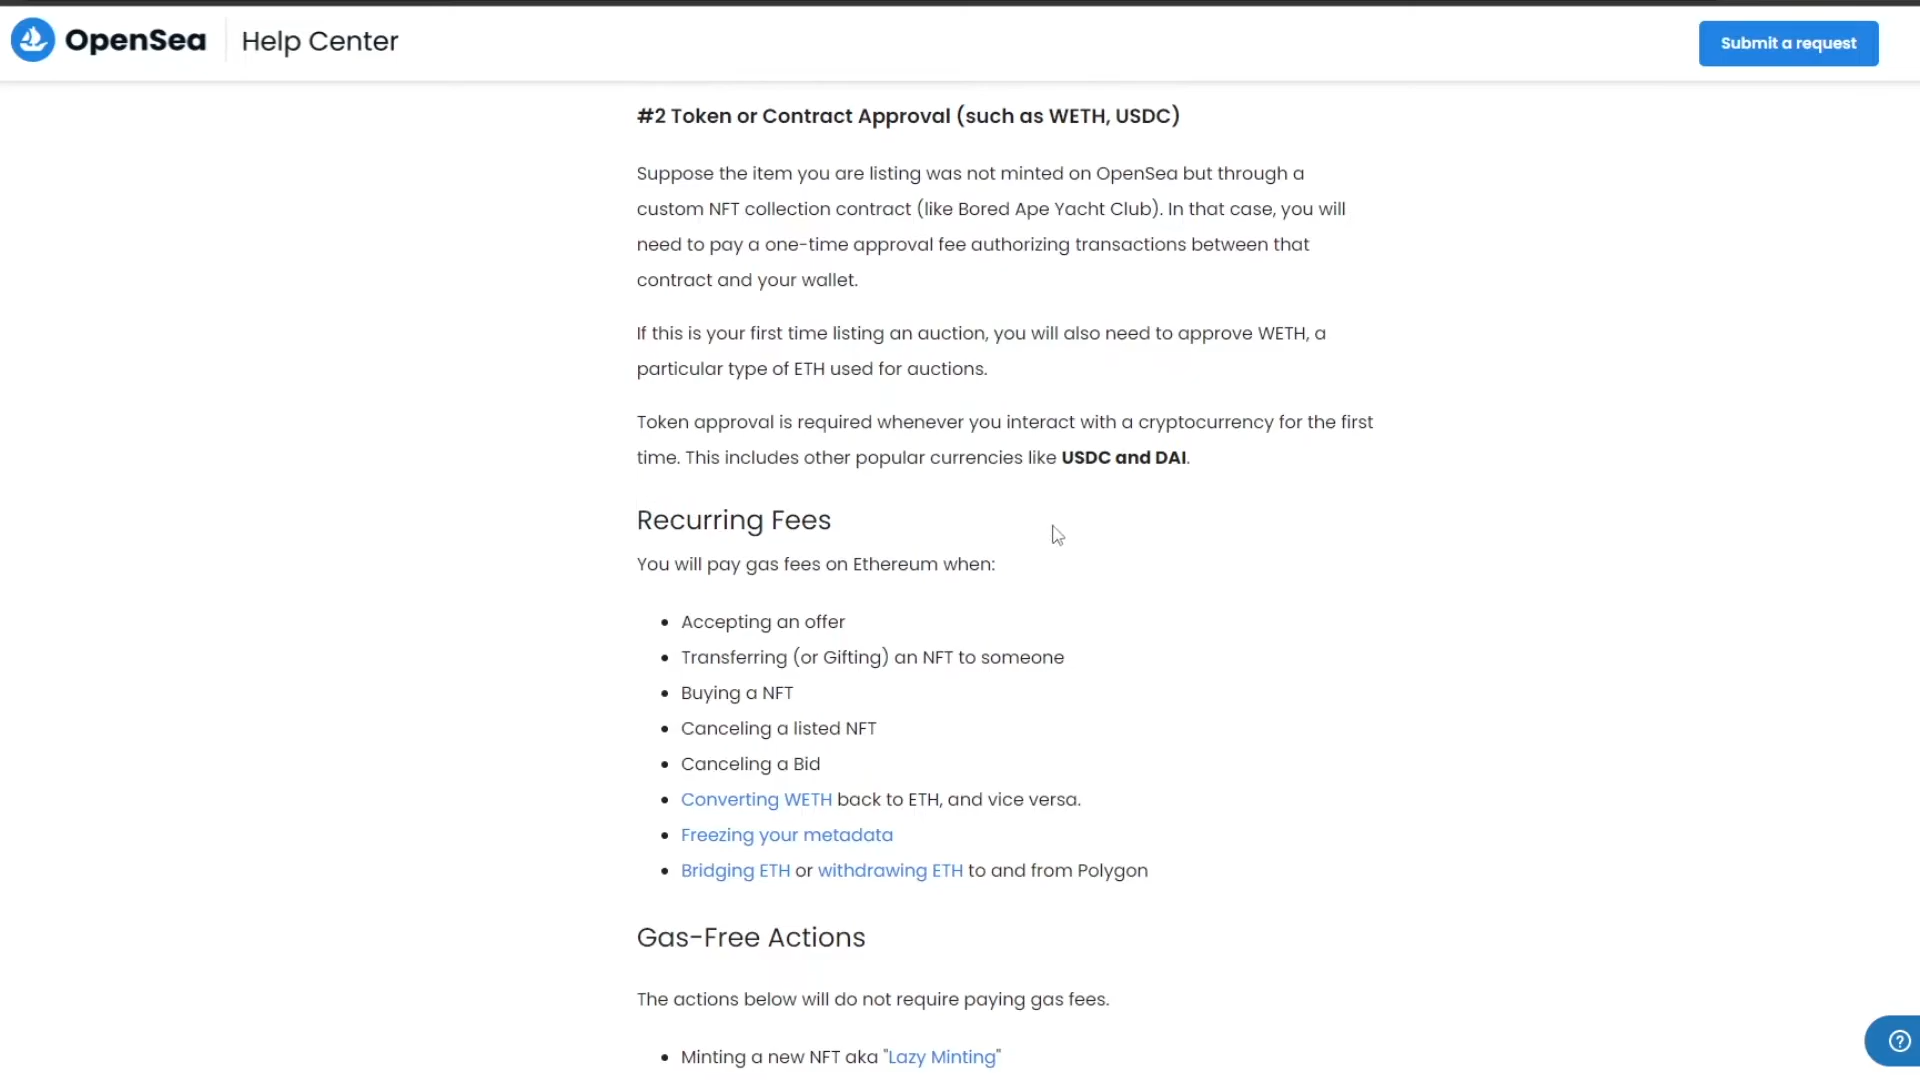 OpenSea
Help Center
Submit a request
#2 Token or Contract Approval (such as WETH, USDC)
Suppose the item you are listing was not minted on OpenSea but through a
custom NFT collection contract (like Bored Ape Yacht Club). In that case, you will
need to pay a one-time approval fee authorizing transactions between that
contract and your wallet.
If this is your first time listing an auction, you will also need to approve WETH, a
particular type of ETH used for auctions.
Token approval is required whenever you interact with a cryptocurrency for the first
time. This includes other popular currencies like USDC and DAI.
Recurring Fees
You will pay gas fees on Ethereum when:
• Accepting an offer
• Transferring (or Gifting) an NFT to someone
• Buying a NFT
• Canceling a listed NFT
• Canceling a Bid
• Converting WETH back to ETH, and vice versa.
• Freezing your metadata
• Bridging ETH or withdrawing ETH to and from Polygon
Gas-Free Actions
The actions below will do not require paying gas fees.
• Minting a new NFT aka "Lazy Minting"
?